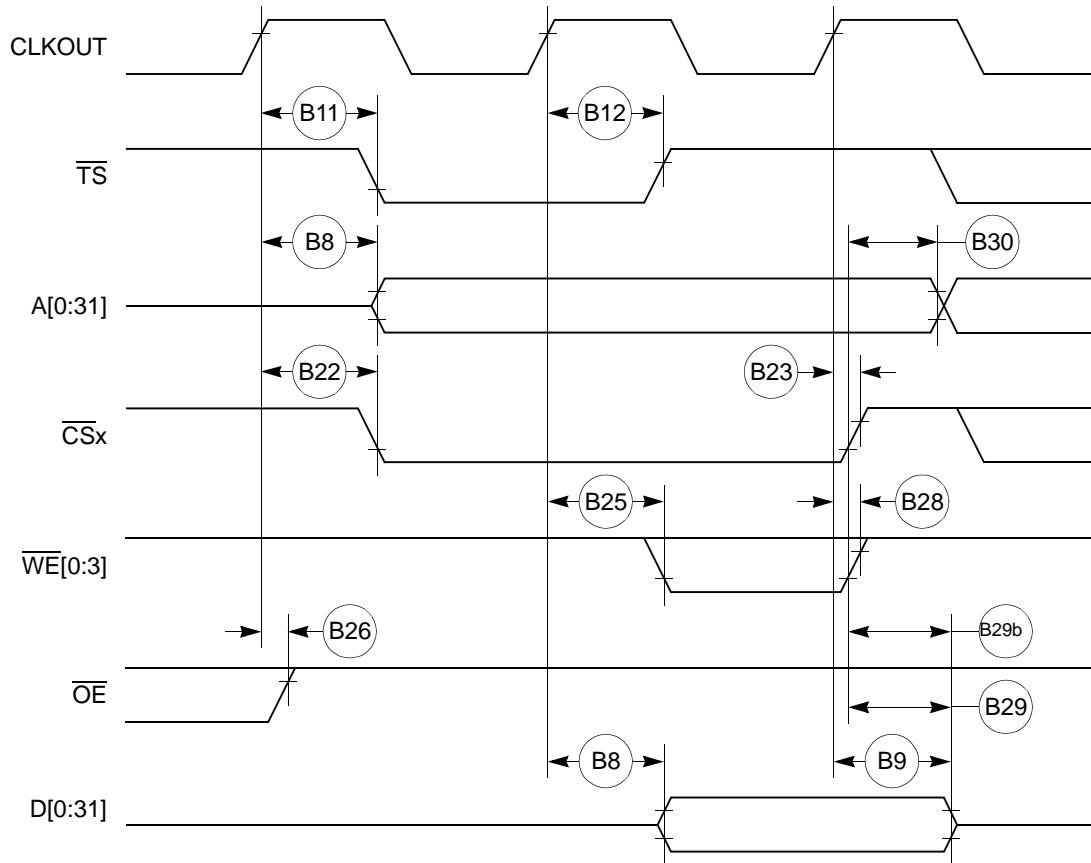 CLKOUT
B11
B12
TS
B8
B30
A[0:31]
B22
B23
CSx
B25
B28
WE[0:3]
B26
B29b
OE
B29
B8
B9
D[0:31]